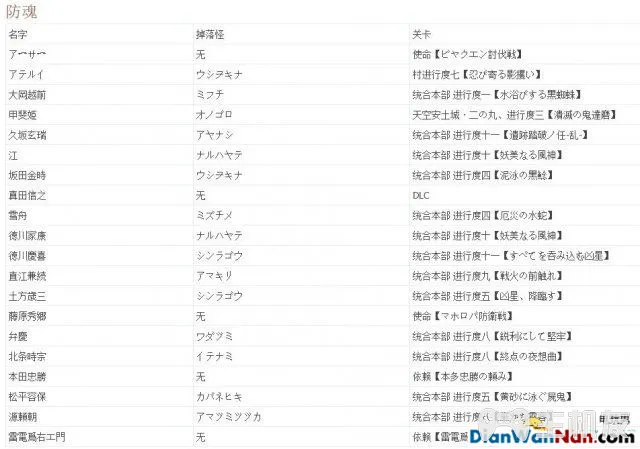 防魂
名字 掉落怪 关卡
アーサー 无 使命【ビャクエン討伐戦】
アテルイ ウシヲキナ 村进行度七【忍び寄る影攫い】
大岡越前 ミフチ 统合本部 进行度一【水浴びする黒蜘蛛】
甲斐姫 オノゴロ 天空安土城・二の丸、进行度三【潰滅の鬼達磨】
久坂玄瑞 アヤナシ 统合本部 进行度十一【遺跡踏破ノ任-乱-】
江 ナルハヤテ 统合本部 进行度十【妖美なる風神】
坂田金時 ウシヲキナ 统合本部 进行度四【泥泳の黒鯰】
真田信之 无 DLC
雪舟 ミズチメ 统合本部 进行度四【厄災の水蛇】
徳川家康 ナルハヤテ 统合本部 进行度十【妖美なる風神】
徳川慶喜 シンラゴウ 统合本部 进行度十一【すべてを吞み込む凶星】
直江兼続 アマキリ 统合本部 进行度九【戦火の前触れ】
土方歳三 シンラゴウ 统合本部 进行度五【凶星、降臨す】
藤原秀郷 无 使命【マホロバ防衛戦】
弁慶 ワダツミ 统合本部 进行度八【鋭利にして堅牢】
北条時宗 イテナミ 统合本部 进行度八【終点の夜想曲】
本田忠勝 无 依赖【本多忠勝の頼み】
松平容保 カバネヒキ 统合本部 进行度五【黄砂に泳ぐ屍鬼】
源頼朝 アマツミツツカ 统合本部 进行度
雷電爲右エ門 无 依赖【雷電爲
DianWanNan.com